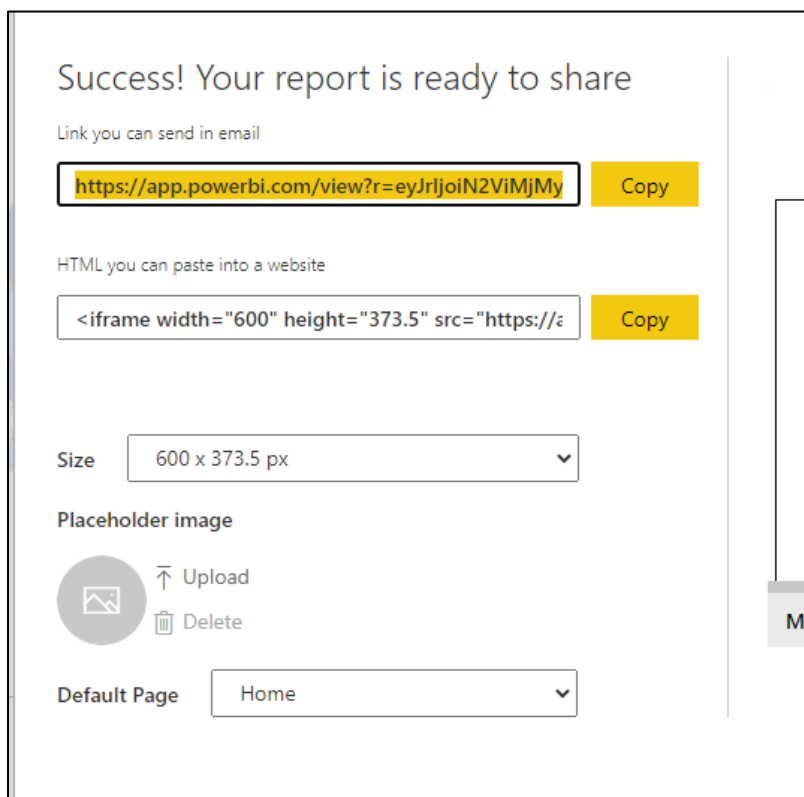 Success! Your report is ready to share
Link you can send in email
https://app.powerbi.com/view?r=eyJrIjoiN2ViMjMy
Copy
HTML you can paste into a website
<iframe width="600" height="373.5" src="https://a
Copy
Size
600 x 373.5 px
Placeholder image
Upload
Delete
M
Default Page
Home